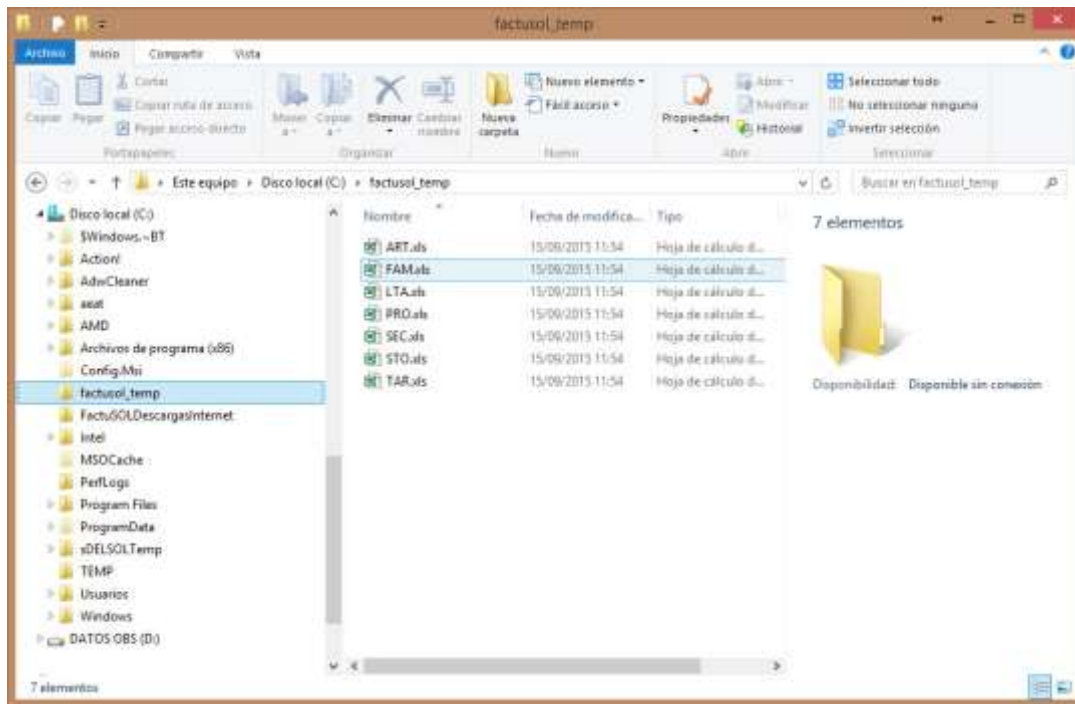 factusol_temp
Archivo Inicio Compartir Vista
Copiar Pegar Cortar
Copiar ruta de acceso
Pegar acceso directo
Mover a Copiar a Eliminar Cambiar nombre
Nueva carpeta
Nuevo elemento
Fácil acceso
Propiedades
Abrir
Modificar
Historial
Seleccionar todo
No seleccionar ninguno
Invertir selección
Portapapeles Organizar Nuevo Abrir Seleccionar
Este equipo Disco local (C:) factusol_temp
Buscar en factusol_temp
Disco local (C:)
$Windows.~BT
Action!
AdwCleaner
aeat
AMD
Archivos de programa (x86)
Config.Msi
factusol_temp
FactuSOLDescargasInternet
Intel
MSOCache
PerfLogs
Program Files
ProgramData
sDELSOLTemp
TEMP
Usuarios
Windows
DATOS OBS (D:)
Nombre Fecha de modifica... Tipo
ART.xls 15/09/2015 11:54 Hoja de cálculo d...
FAM.xls 15/09/2015 11:54 Hoja de cálculo d...
LTA.xls 15/09/2015 11:54 Hoja de cálculo d...
PRO.xls 15/09/2015 11:54 Hoja de cálculo d...
SEC.xls 15/09/2015 11:54 Hoja de cálculo d...
STO.xls 15/09/2015 11:54 Hoja de cálculo d...
TAR.xls 15/09/2015 11:54 Hoja de cálculo d...
7 elementos
Disponibilidad: Disponible sin conexión
7 elementos